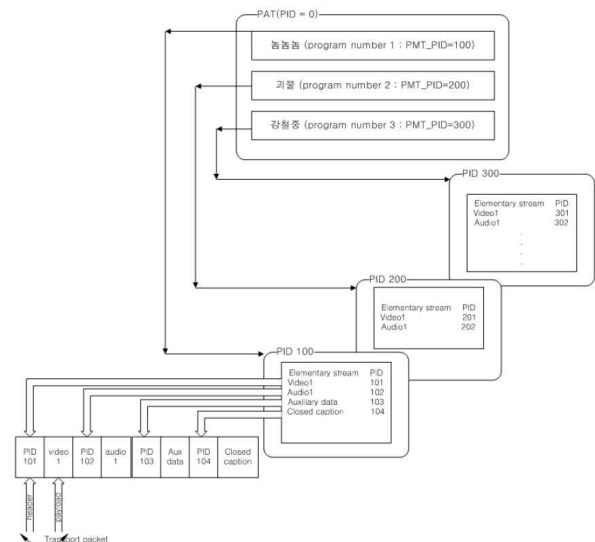 PAT(PID = 0)
놈놈놈 (program number 1 : PMT_PID=100)
괴물 (program number 2 : PMT_PID=200)
강철중 (program number 3 : PMT_PID=300)
PID 300
Elementary stream PID
Video1 301
Audio1 302
PID 200
Elementary stream PID
Video1 201
Audio1 202
PID 100
Elementary stream PID
Video1 101
Audio1 102
Auxiliary data 103
Closed caption 104
PID 101
video 1
PID 102
audio 1
PID 103
Aux data
PID 104
Closed caption
header
payload
Transport packet